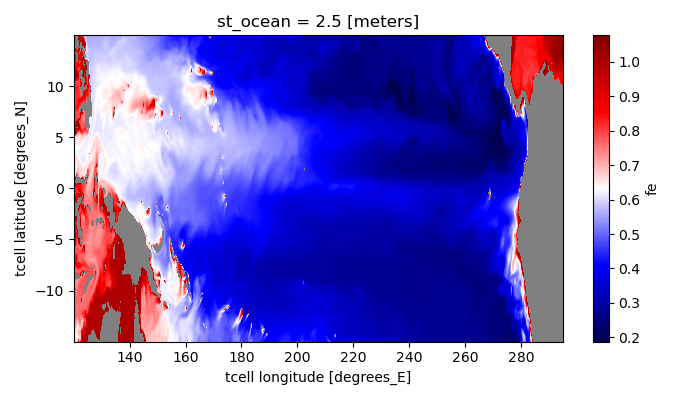 st_ocean = 2.5 [meters]
10
5
0
−5
−10
tcell latitude [degrees_N]
140 160 180 200 220 240 260 280
tcell longitude [degrees_E]
1.0
0.9
0.8
0.7
0.6
0.5
0.4
0.3
0.2
fe